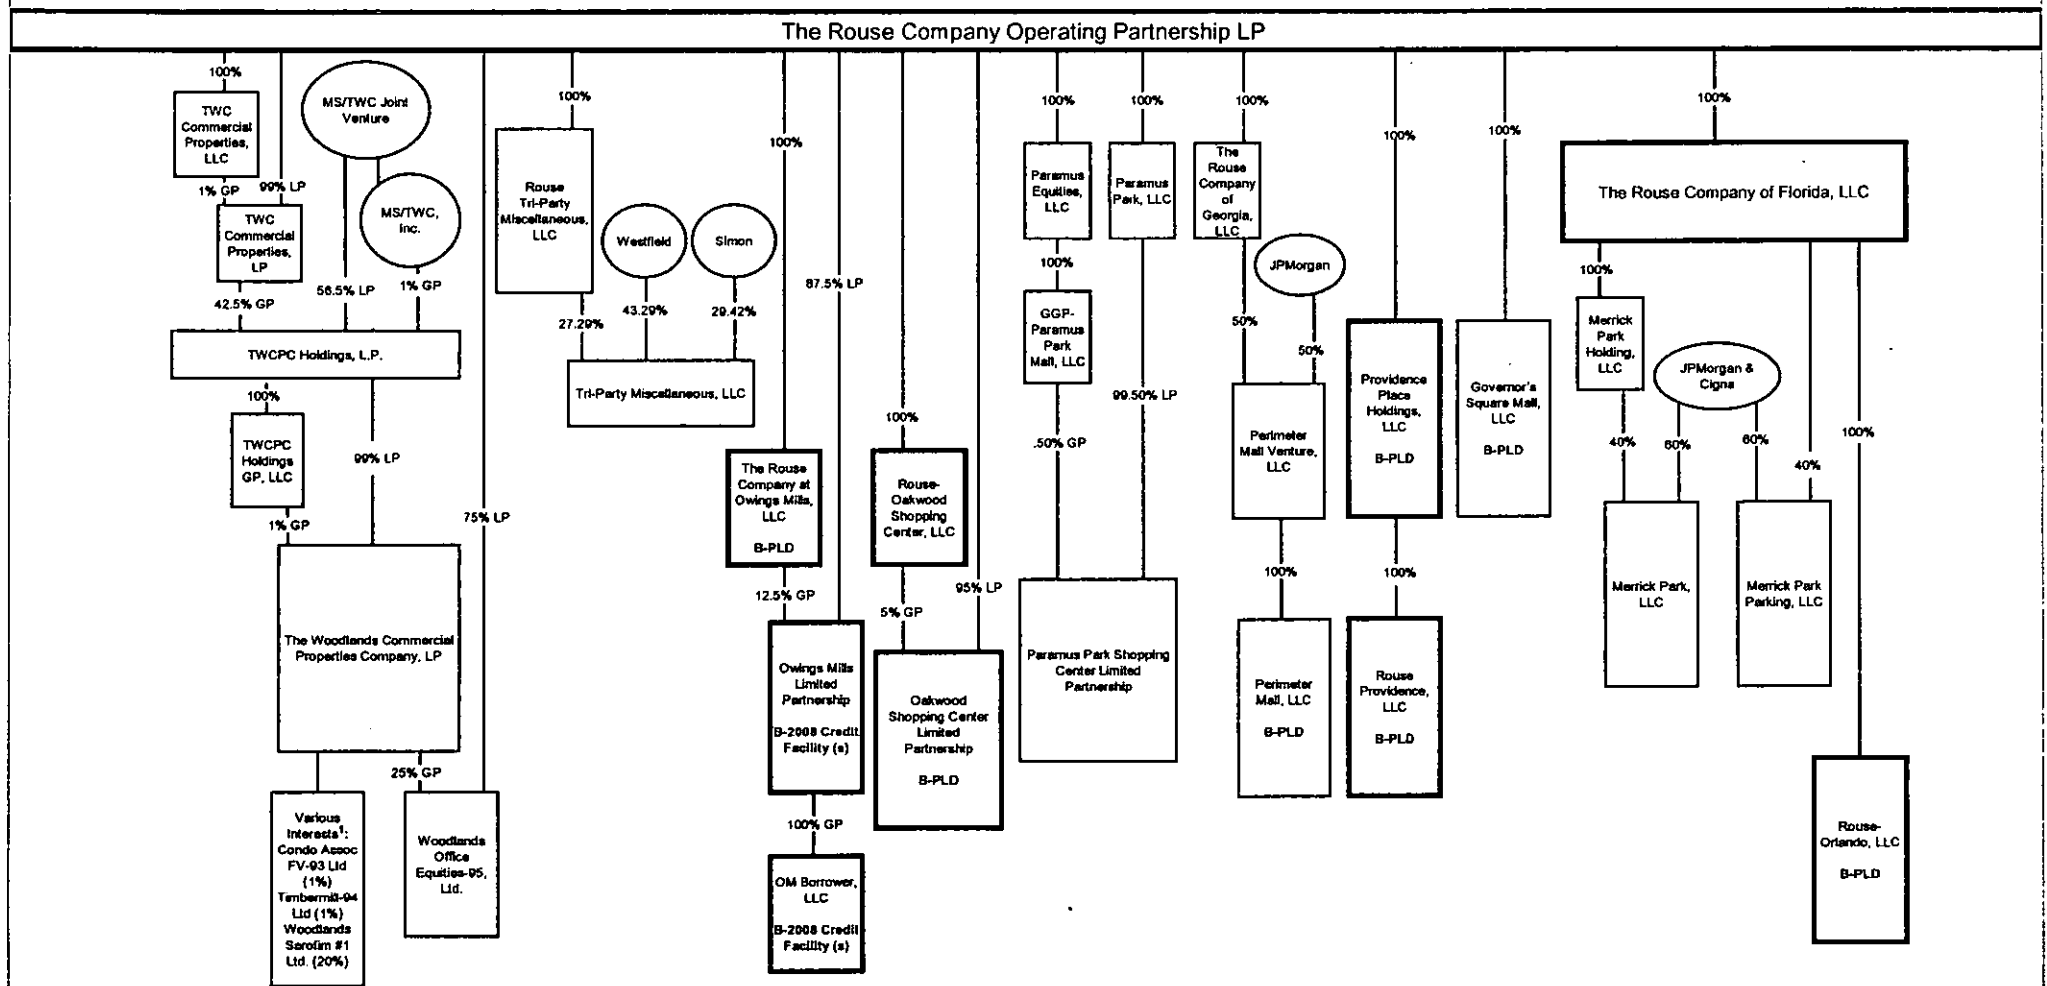 The Rouse Company Operating Partnership LP
100%
TWC
Commercial
Properties,
LLC
1% GP
99% LP
TWC
Commercial
Properties,
LP
42.5% GP
MS/TWC Joint
Venture
56.5% LP
MS/TWC,
Inc.
1% GP
TWCPC Holdings, L.P.
100%
TWCPC
Holdings
GP, LLC
1% GP
99% LP
The Woodlands Commercial
Properties Company, LP
Various
Interests¹:
Condo Assoc
FV-93 Ltd
(1%)
Timbermill-94
Ltd (1%)
Woodlands
Sarofim #1
Ltd. (20%)
25% GP
75% LP
Woodlands
Office
Equities-95,
Ltd.
100%
Rouse
Tri-Party
Miscellaneous,
LLC
Westfield
Simon
27.29%
43.29%
29.42%
Tri-Party Miscellaneous, LLC
100%
The Rouse
Company at
Owings Mills,
LLC
B-PLD
12.5% GP
87.5% LP
Owings Mills
Limited
Partnership
B-2008 Credit
Facility (s)
100% GP
OM Borrower,
LLC
B-2008 Credit
Facility (s)
100%
Rouse-
Oakwood
Shopping
Center, LLC
5% GP
95% LP
Oakwood
Shopping Center
Limited
Partnership
B-PLD
100%
Paramus
Equities,
LLC
100%
GGP-
Paramus
Park
Mall, LLC
.50% GP
100%
Paramus
Park, LLC
99.50% LP
Paramus Park Shopping
Center Limited
Partnership
100%
The
Rouse
Company
of
Georgia,
LLC
50%
JPMorgan
50%
Perimeter
Mall Venture,
LLC
100%
Perimeter
Mall, LLC
B-PLD
100%
Providence
Place
Holdings,
LLC
B-PLD
100%
Rouse
Providence,
LLC
B-PLD
100%
Governor's
Square Mall,
LLC
B-PLD
100%
The Rouse Company of Florida, LLC
100%
Merrick
Park
Holding,
LLC
JPMorgan &
Cigna
40%
60%
60%
40%
Merrick Park,
LLC
Merrick Park
Parking, LLC
100%
Rouse-
Orlando, LLC
B-PLD